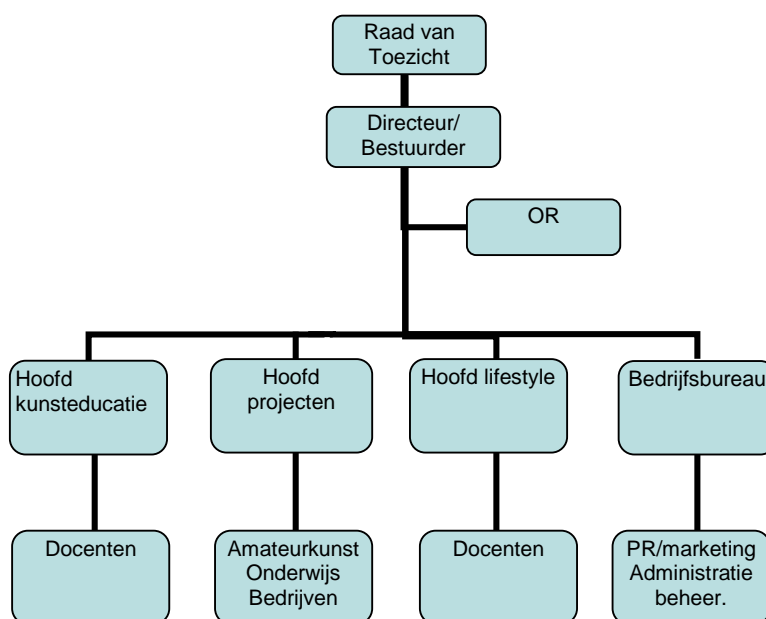 Raad van
Toezicht
Directeur/
Bestuurder
OR
Hoofd
kunsteducatie
Hoofd
projecten
Hoofd lifestyle
Bedrijfsbureau
Docenten
Amateurkunst
Onderwijs
Bedrijven
Docenten
PR/marketing
Administratie
beheer.